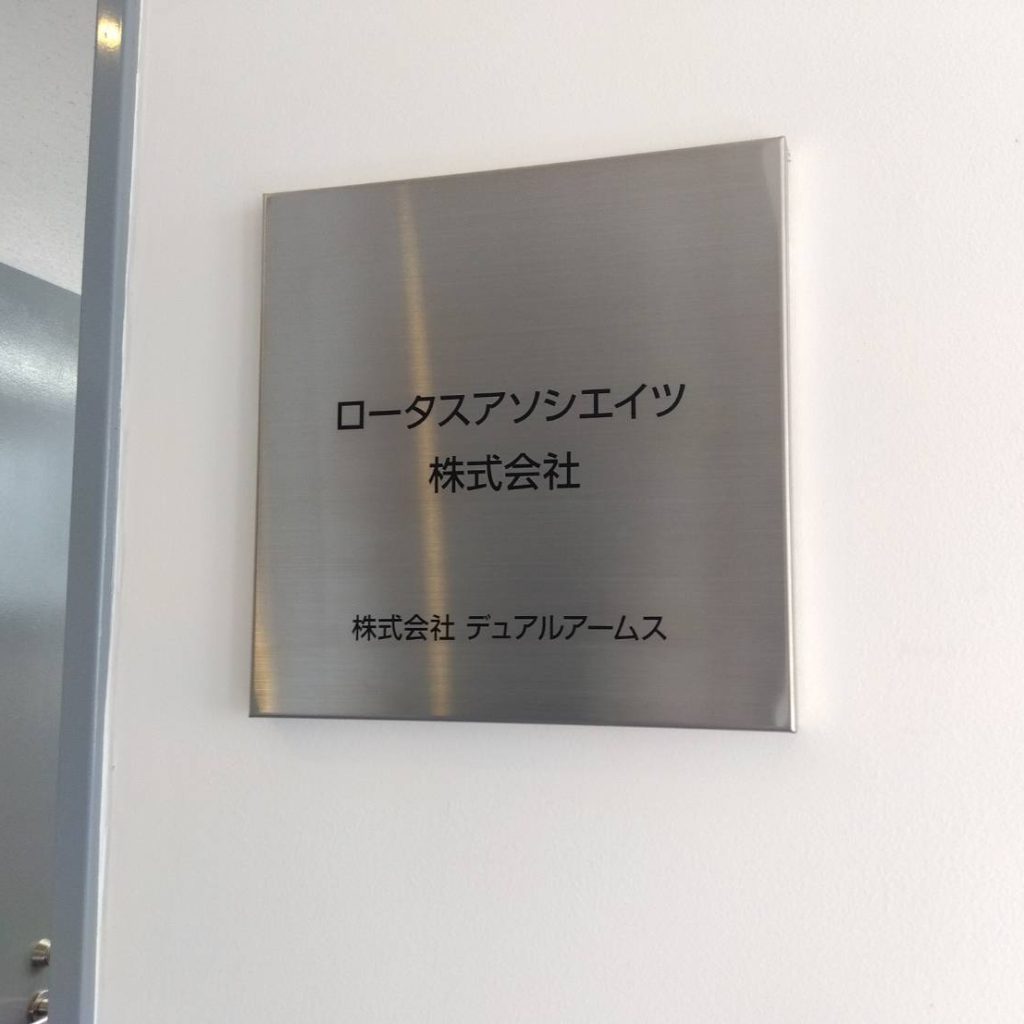 ロータスアソシエイツ
株式会社
株式会社 デュアルアームス